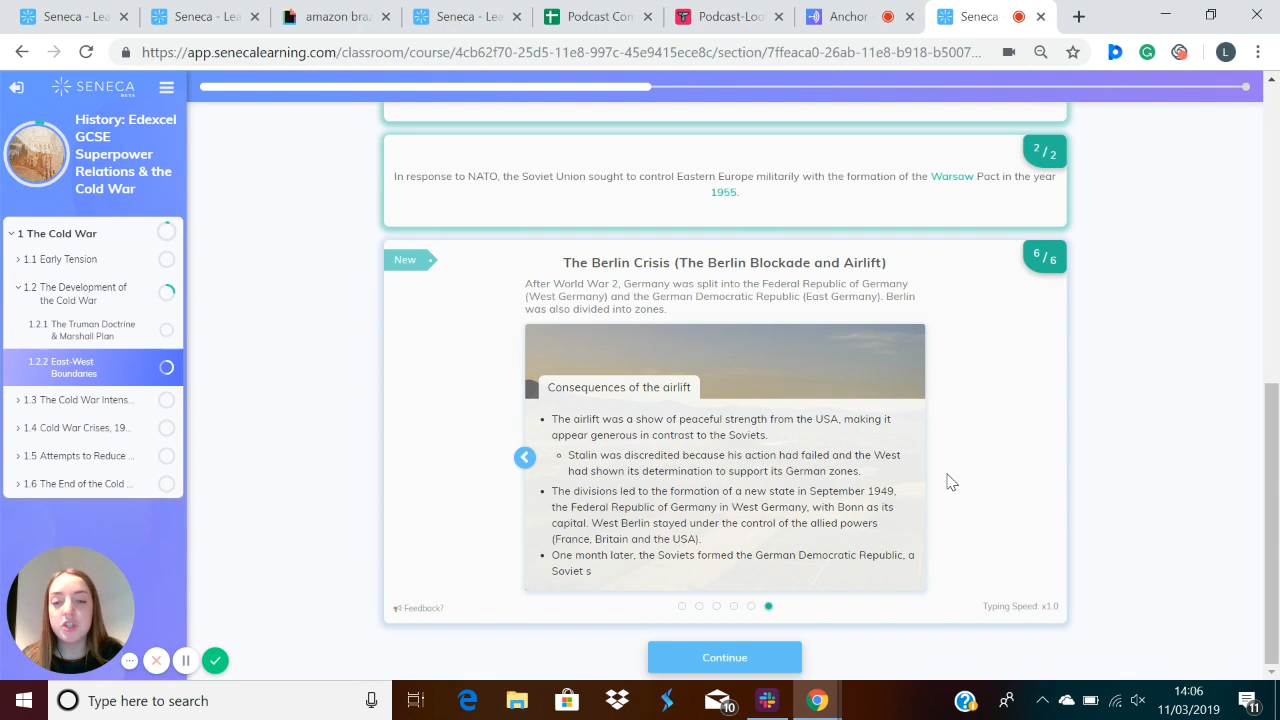 Seneca - Lea
Seneca - Lea
amazon bra
Seneca - Lea
Podcast Con
Podcast-Loo
Anchor -
Seneca -
https://app.senecalearning.com/classroom/course/4cb62f70-25d5-11e8-997c-45e9415ece8c/section/7ffeaca0-26ab-11e8-b918-b5007...
L
SENECA
BETA
History: Edexcel
GCSE
Superpower
Relations & the
Cold War
1 The Cold War
1.1 Early Tension
1.2 The Development of
the Cold War
1.2.1 The Truman Doctrine
& Marshall Plan
1.2.2 East-West
Boundaries
1.3 The Cold War Intens...
1.4 Cold War Crises, 19...
1.5 Attempts to Reduce ...
1.6 The End of the Cold ...
2/2
In response to NATO, the Soviet Union sought to control Eastern Europe militarily with the formation of the Warsaw Pact in the year
1955.
New
6/6
The Berlin Crisis (The Berlin Blockade and Airlift)
After World War 2, Germany was split into the Federal Republic of Germany
(West Germany) and the German Democratic Republic (East Germany). Berlin
was also divided into zones.
Consequences of the airlift
• The airlift was a show of peaceful strength from the USA, making it
appear generous in contrast to the Soviets.
◦ Stalin was discredited because his action had failed and the West
had shown its determination to support its German zones.
• The divisions led to the formation of a new state in September 1949,
the Federal Republic of Germany in West Germany, with Bonn as its
capital. West Berlin stayed under the control of the allied powers
(France, Britain and the USA).
• One month later, the Soviets formed the German Democratic Republic, a
Soviet s
Feedback?
Typing Speed: x1.0
Continue
Type here to search
10
14:06
11/03/2019
11